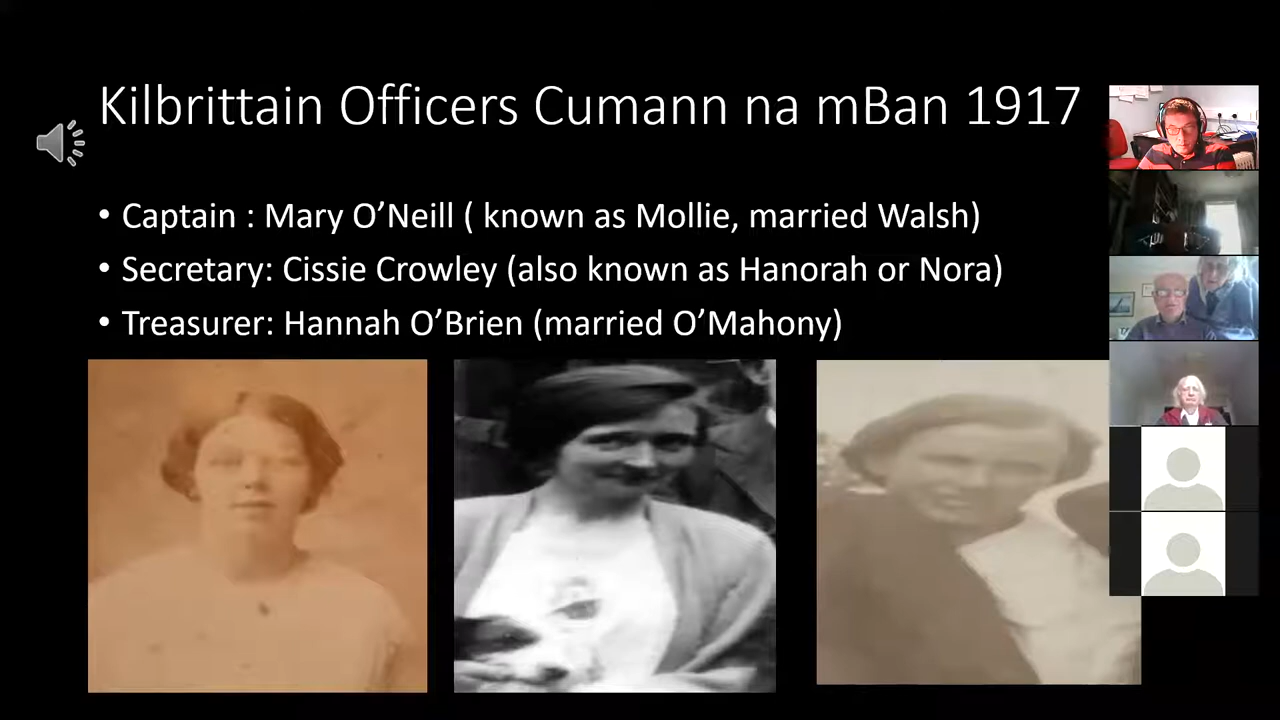 Kilbrittain Officers Cumann na mBan 1917
• Captain : Mary O’Neill ( known as Mollie, married Walsh)
• Secretary: Cissie Crowley (also known as Hanorah or Nora)
• Treasurer: Hannah O’Brien (married O’Mahony)